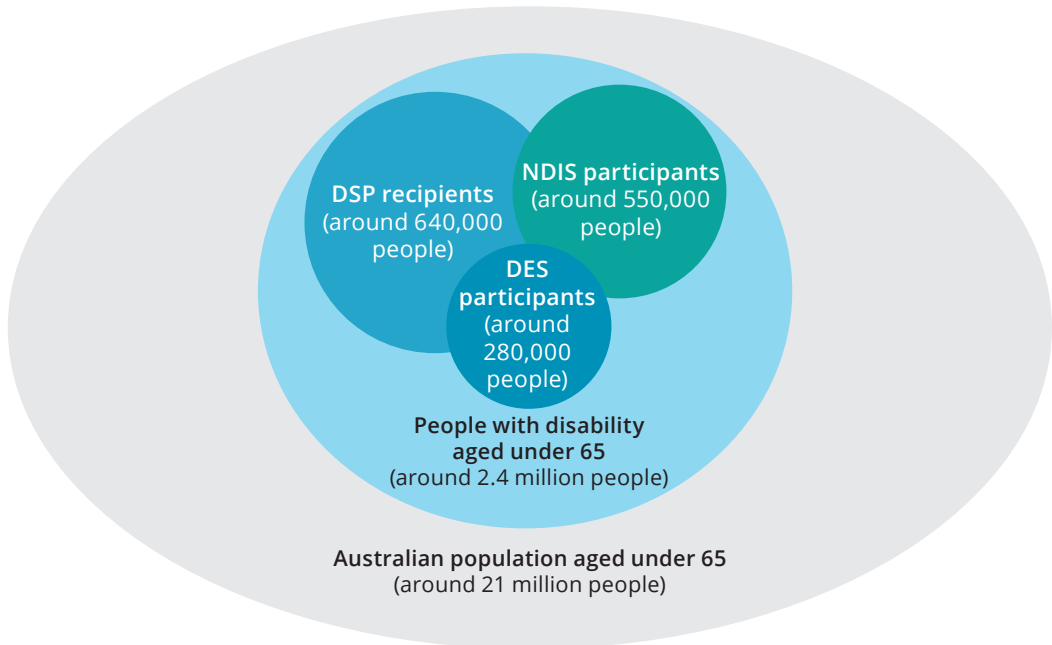 DSP recipients
(around 640,000
people)
NDIS participants
(around 550,000
people)
DES
participants
(around
280,000
people)
People with disability
aged under 65
(around 2.4 million people)
Australian population aged under 65
(around 21 million people)